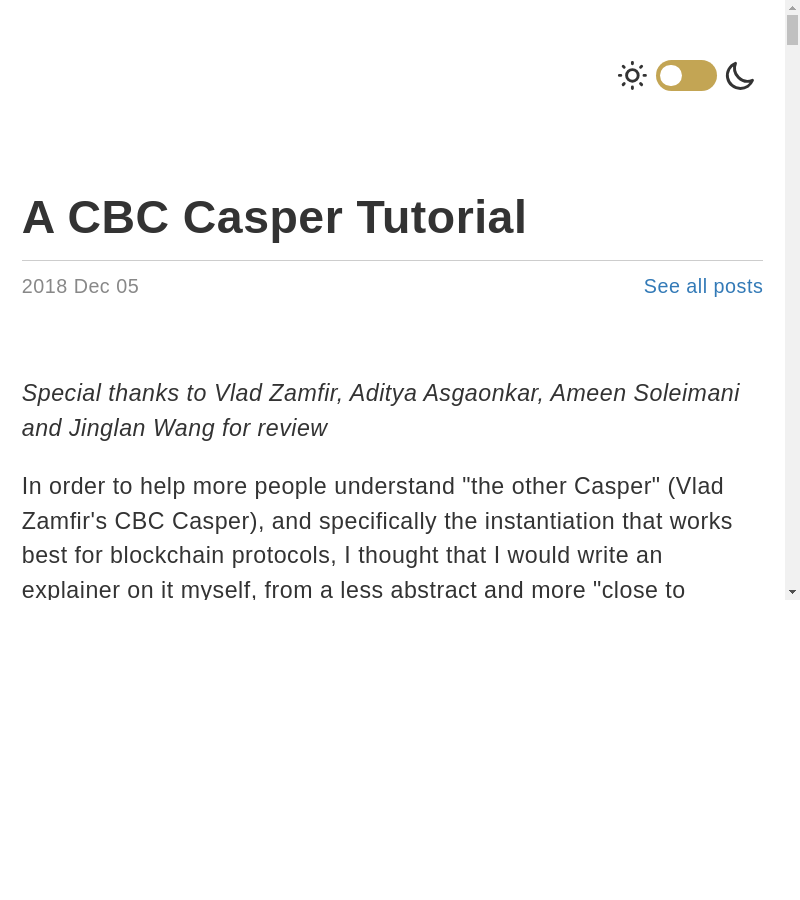 A CBC Casper Tutorial
2018 Dec 05 See all posts
Special thanks to Vlad Zamfir, Aditya Asgaonkar, Ameen Soleimani
and Jinglan Wang for review
In order to help more people understand "the other Casper" (Vlad
Zamfir's CBC Casper), and specifically the instantiation that works
best for blockchain protocols, I thought that I would write an
explainer on it myself, from a less abstract and more "close to